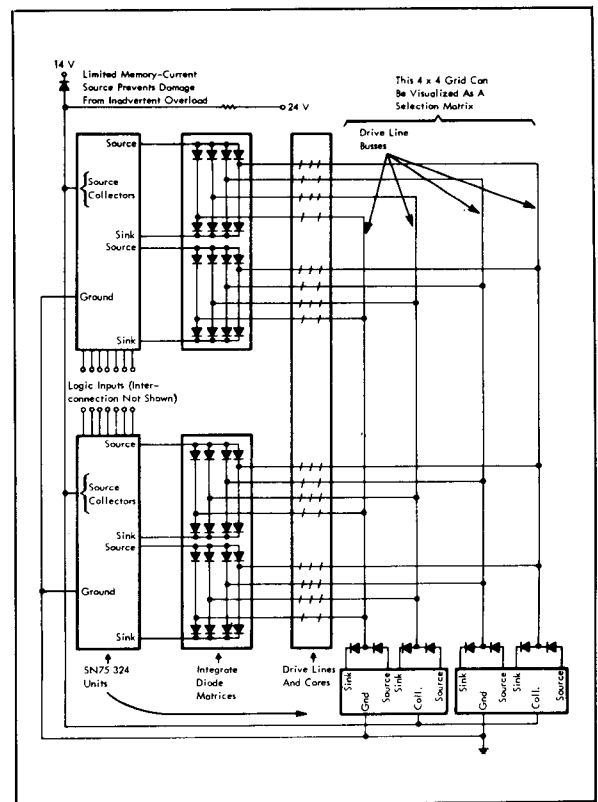 14 V
Limited Memory-Current
Source Prevents Damage
From Inadvertent Overload
24 V
This 4 x 4 Grid Can
Be Visualized As A
Selection Matrix
Drive Line
Busses
Source
Source
Collectors
Sink
Source
Ground
Sink
Logic Inputs (Inter-
connection Not Shown)
Source
Source
Collectors
Sink
Source
Ground
Sink
SN75 324
Units
Integrate
Diode
Matrices
Drive Lines
And Cores
Sink
Gnd
Source
Sink
Coll.
Source
Sink
Gnd
Source
Sink
Coll.
Source